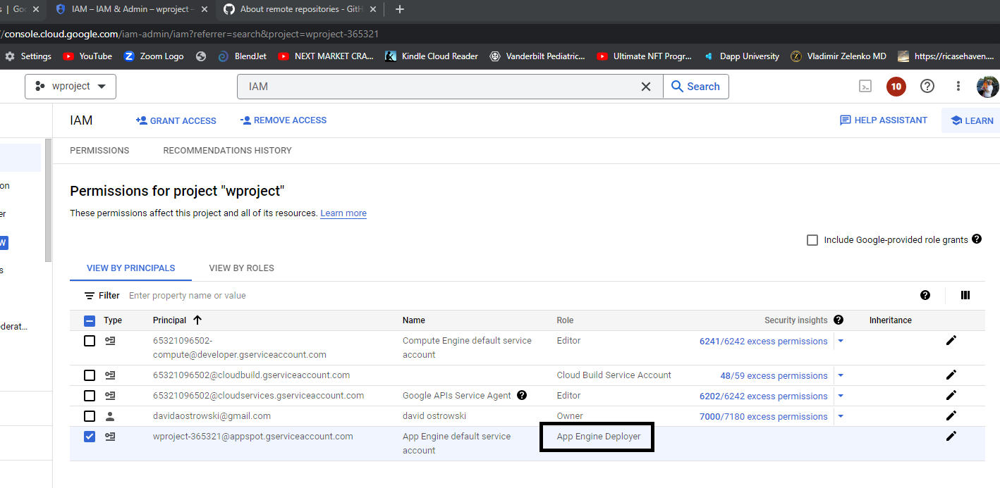 s | Goo
IAM – IAM & Admin – wproject –
About remote repositories - GitH
/console.cloud.google.com/iam-admin/iam?referrer=search&project=wproject-365321
Settings
YouTube
Zoom Logo
BlendJet
NEXT MARKET CRA...
Kindle Cloud Reader
Vanderbilt Pediatric...
Ultimate NFT Progr...
Dapp University
Vladimir Zelenko MD
https://ricasehaven....
wproject
IAM
Search
10
IAM
GRANT ACCESS
REMOVE ACCESS
HELP ASSISTANT
LEARN
PERMISSIONS
RECOMMENDATIONS HISTORY
on
er
W
s
ederat...
Permissions for project "wproject"
These permissions affect this project and all of its resources. Learn more
Include Google-provided role grants
VIEW BY PRINCIPALS
VIEW BY ROLES
Filter Enter property name or value
Type Principal Name Role Security insights Inheritance
65321096502-
compute@developer.gserviceaccount.com
Compute Engine default service
account
Editor
6241/6242 excess permissions
65321096502@cloudbuild.gserviceaccount.com
Cloud Build Service Account
48/59 excess permissions
65321096502@cloudservices.gserviceaccount.com
Google APIs Service Agent
Editor
6202/6242 excess permissions
davidaostrowski@gmail.com
david ostrowski
Owner
7000/7180 excess permissions
wproject-365321@appspot.gserviceaccount.com
App Engine default service
account
App Engine Deployer